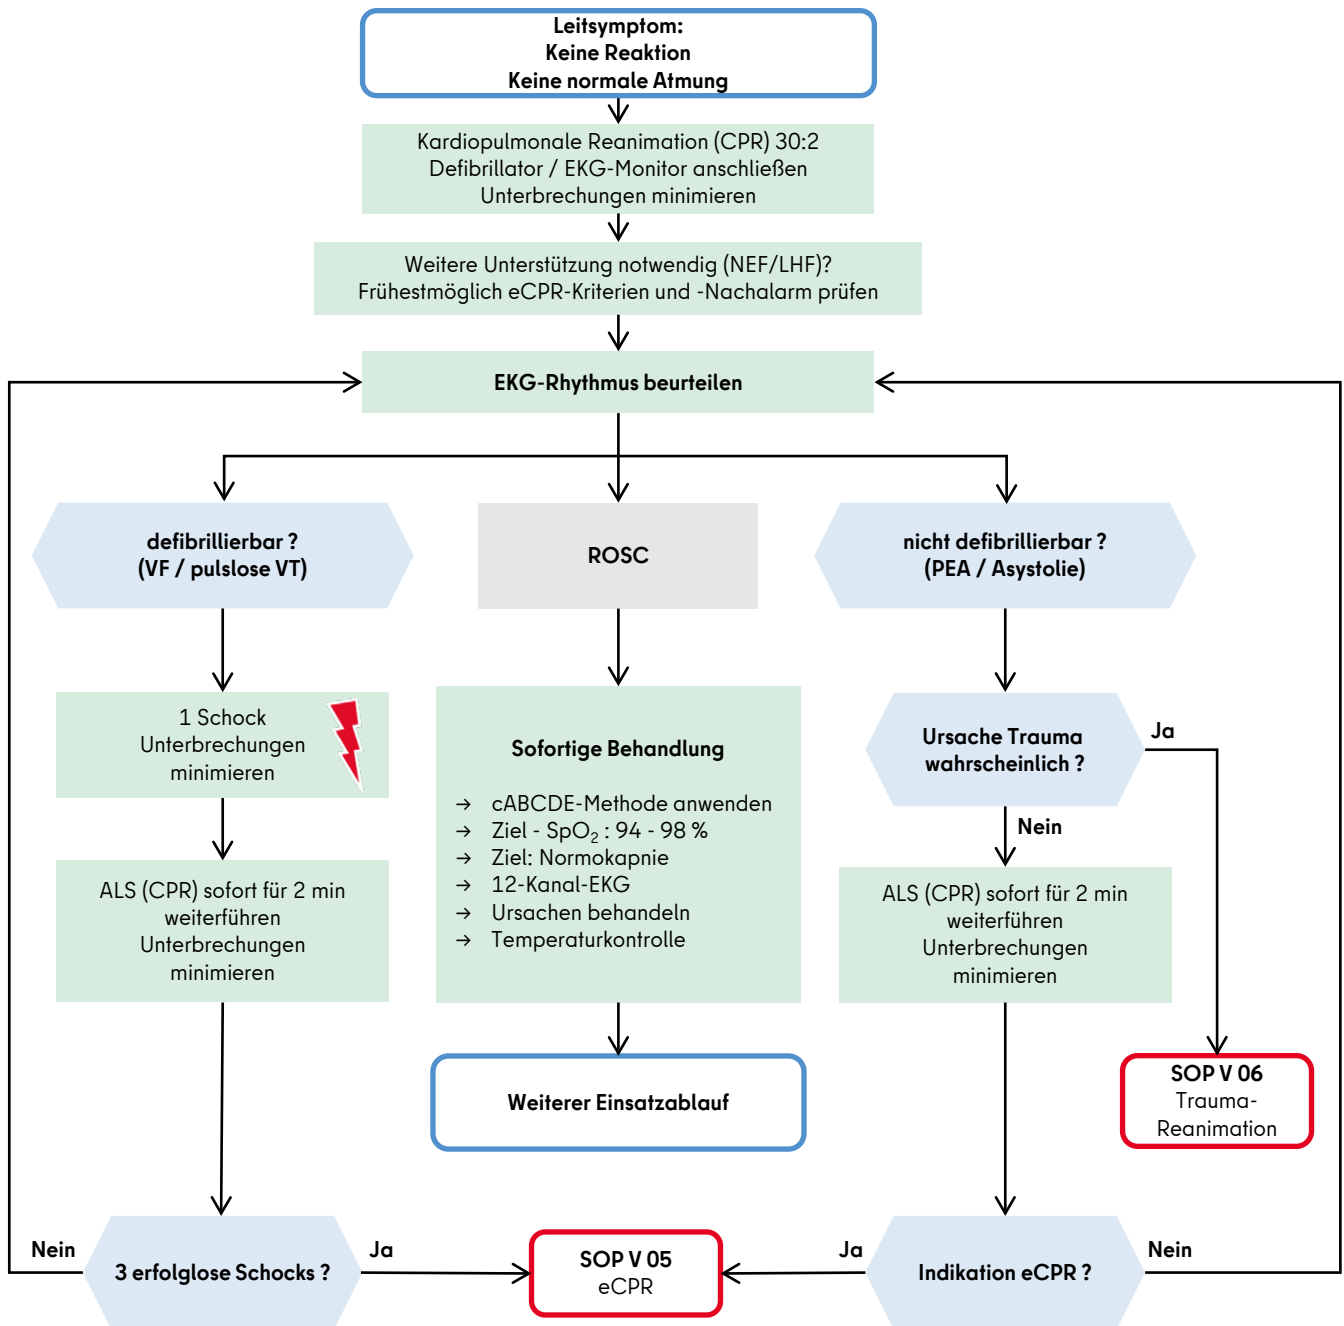 Leitsymptom:
Keine Reaktion
Keine normale Atmung
Kardiopulmonale Reanimation (CPR) 30:2
Defibrillator / EKG-Monitor anschließen
Unterbrechungen minimieren
Weitere Unterstützung notwendig (NEF/LHF)?
Frühestmöglich eCPR-Kriterien und -Nachalarm prüfen
EKG-Rhythmus beurteilen
defibrillierbar ?
(VF / pulslose VT)
ROSC
nicht defibrillierbar ?
(PEA / Asystolie)
1 Schock
Unterbrechungen
minimieren
ALS (CPR) sofort für 2 min
weiterführen
Unterbrechungen
minimieren
Sofortige Behandlung
→ cABCDE-Methode anwenden
→ Ziel - SpO₂ : 94 - 98 %
→ Ziel: Normokapnie
→ 12-Kanal-EKG
→ Ursachen behandeln
→ Temperaturkontrolle
Weiterer Einsatzablauf
Ursache Trauma
wahrscheinlich ?
Ja
Nein
ALS (CPR) sofort für 2 min
weiterführen
Unterbrechungen
minimieren
SOP V 06
Trauma-
Reanimation
Nein
3 erfoglose Schocks ?
Ja
SOP V 05
eCPR
Ja
Indikation eCPR ?
Nein